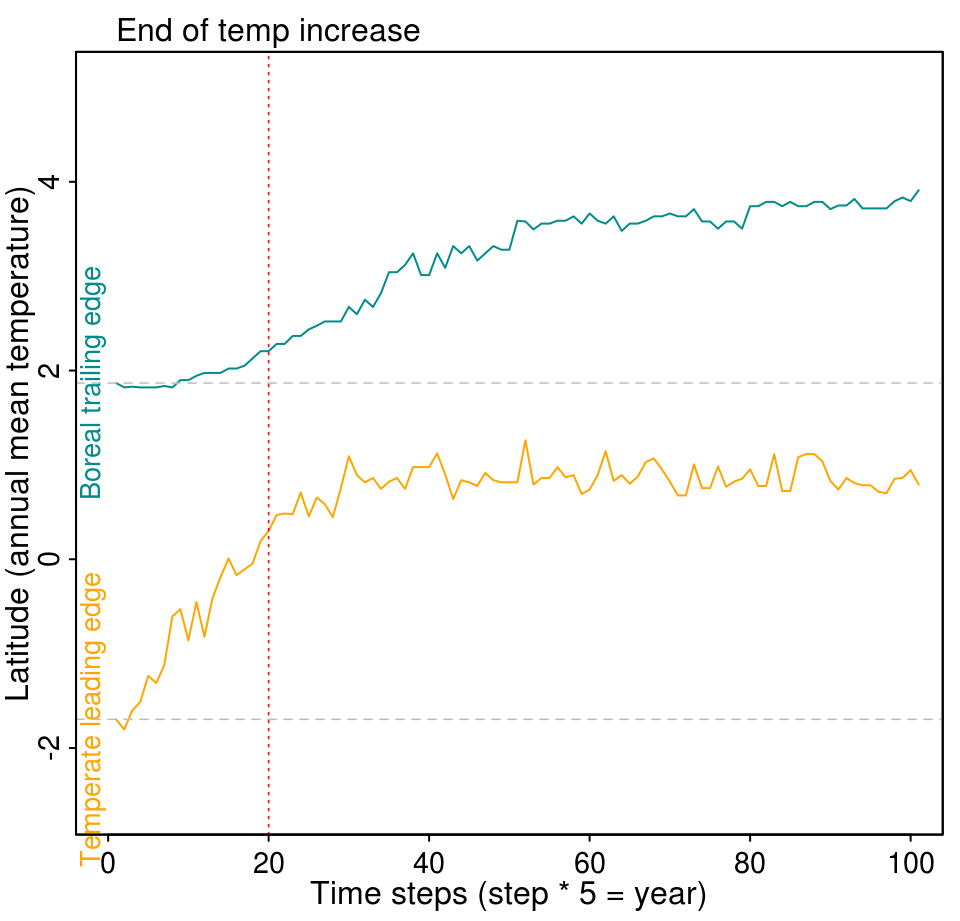 End of temp increase
Latitude (annual mean temperature)
4
2
0
-2
Boreal trailing edge
Temperate leading edge
0 20 40 60 80 100
Time steps (step * 5 = year)